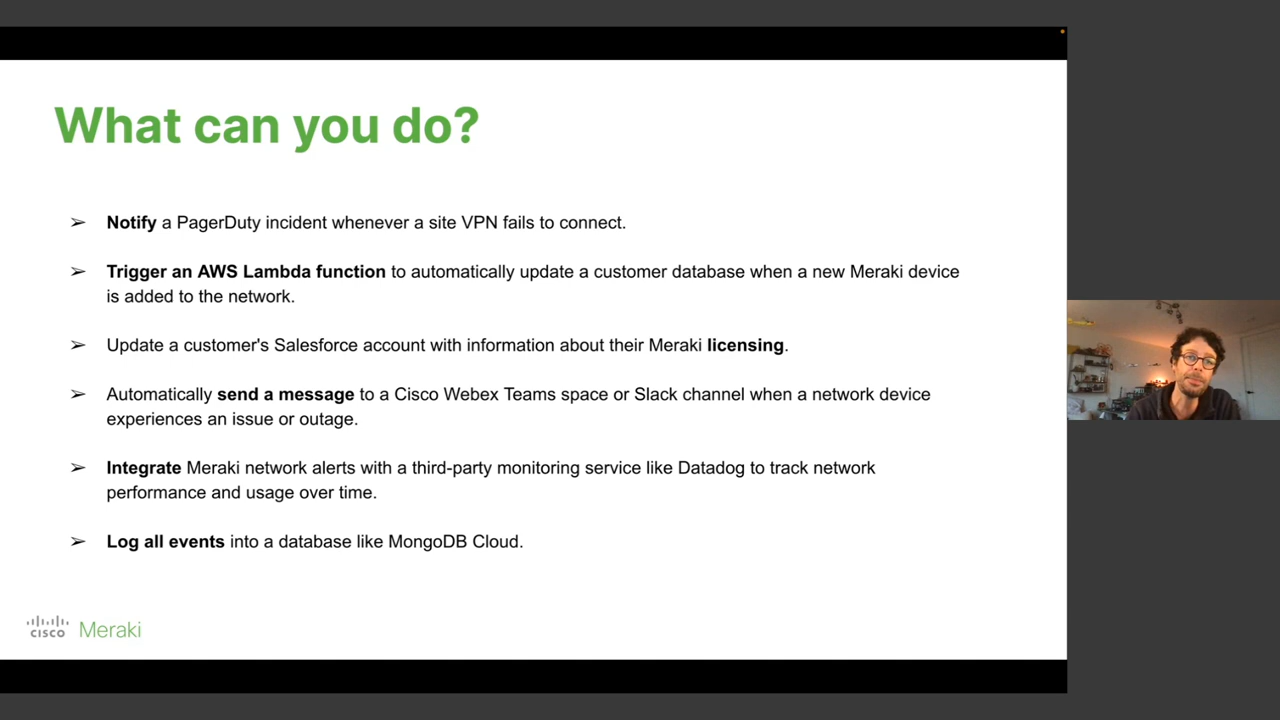 What can you do?
➢ Notify a PagerDuty incident whenever a site VPN fails to connect.
➢ Trigger an AWS Lambda function to automatically update a customer database when a new Meraki device
is added to the network.
➢ Update a customer's Salesforce account with information about their Meraki licensing.
➢ Automatically send a message to a Cisco Webex Teams space or Slack channel when a network device
experiences an issue or outage.
➢ Integrate Meraki network alerts with a third-party monitoring service like Datadog to track network
performance and usage over time.
➢ Log all events into a database like MongoDB Cloud.
CISCO Meraki